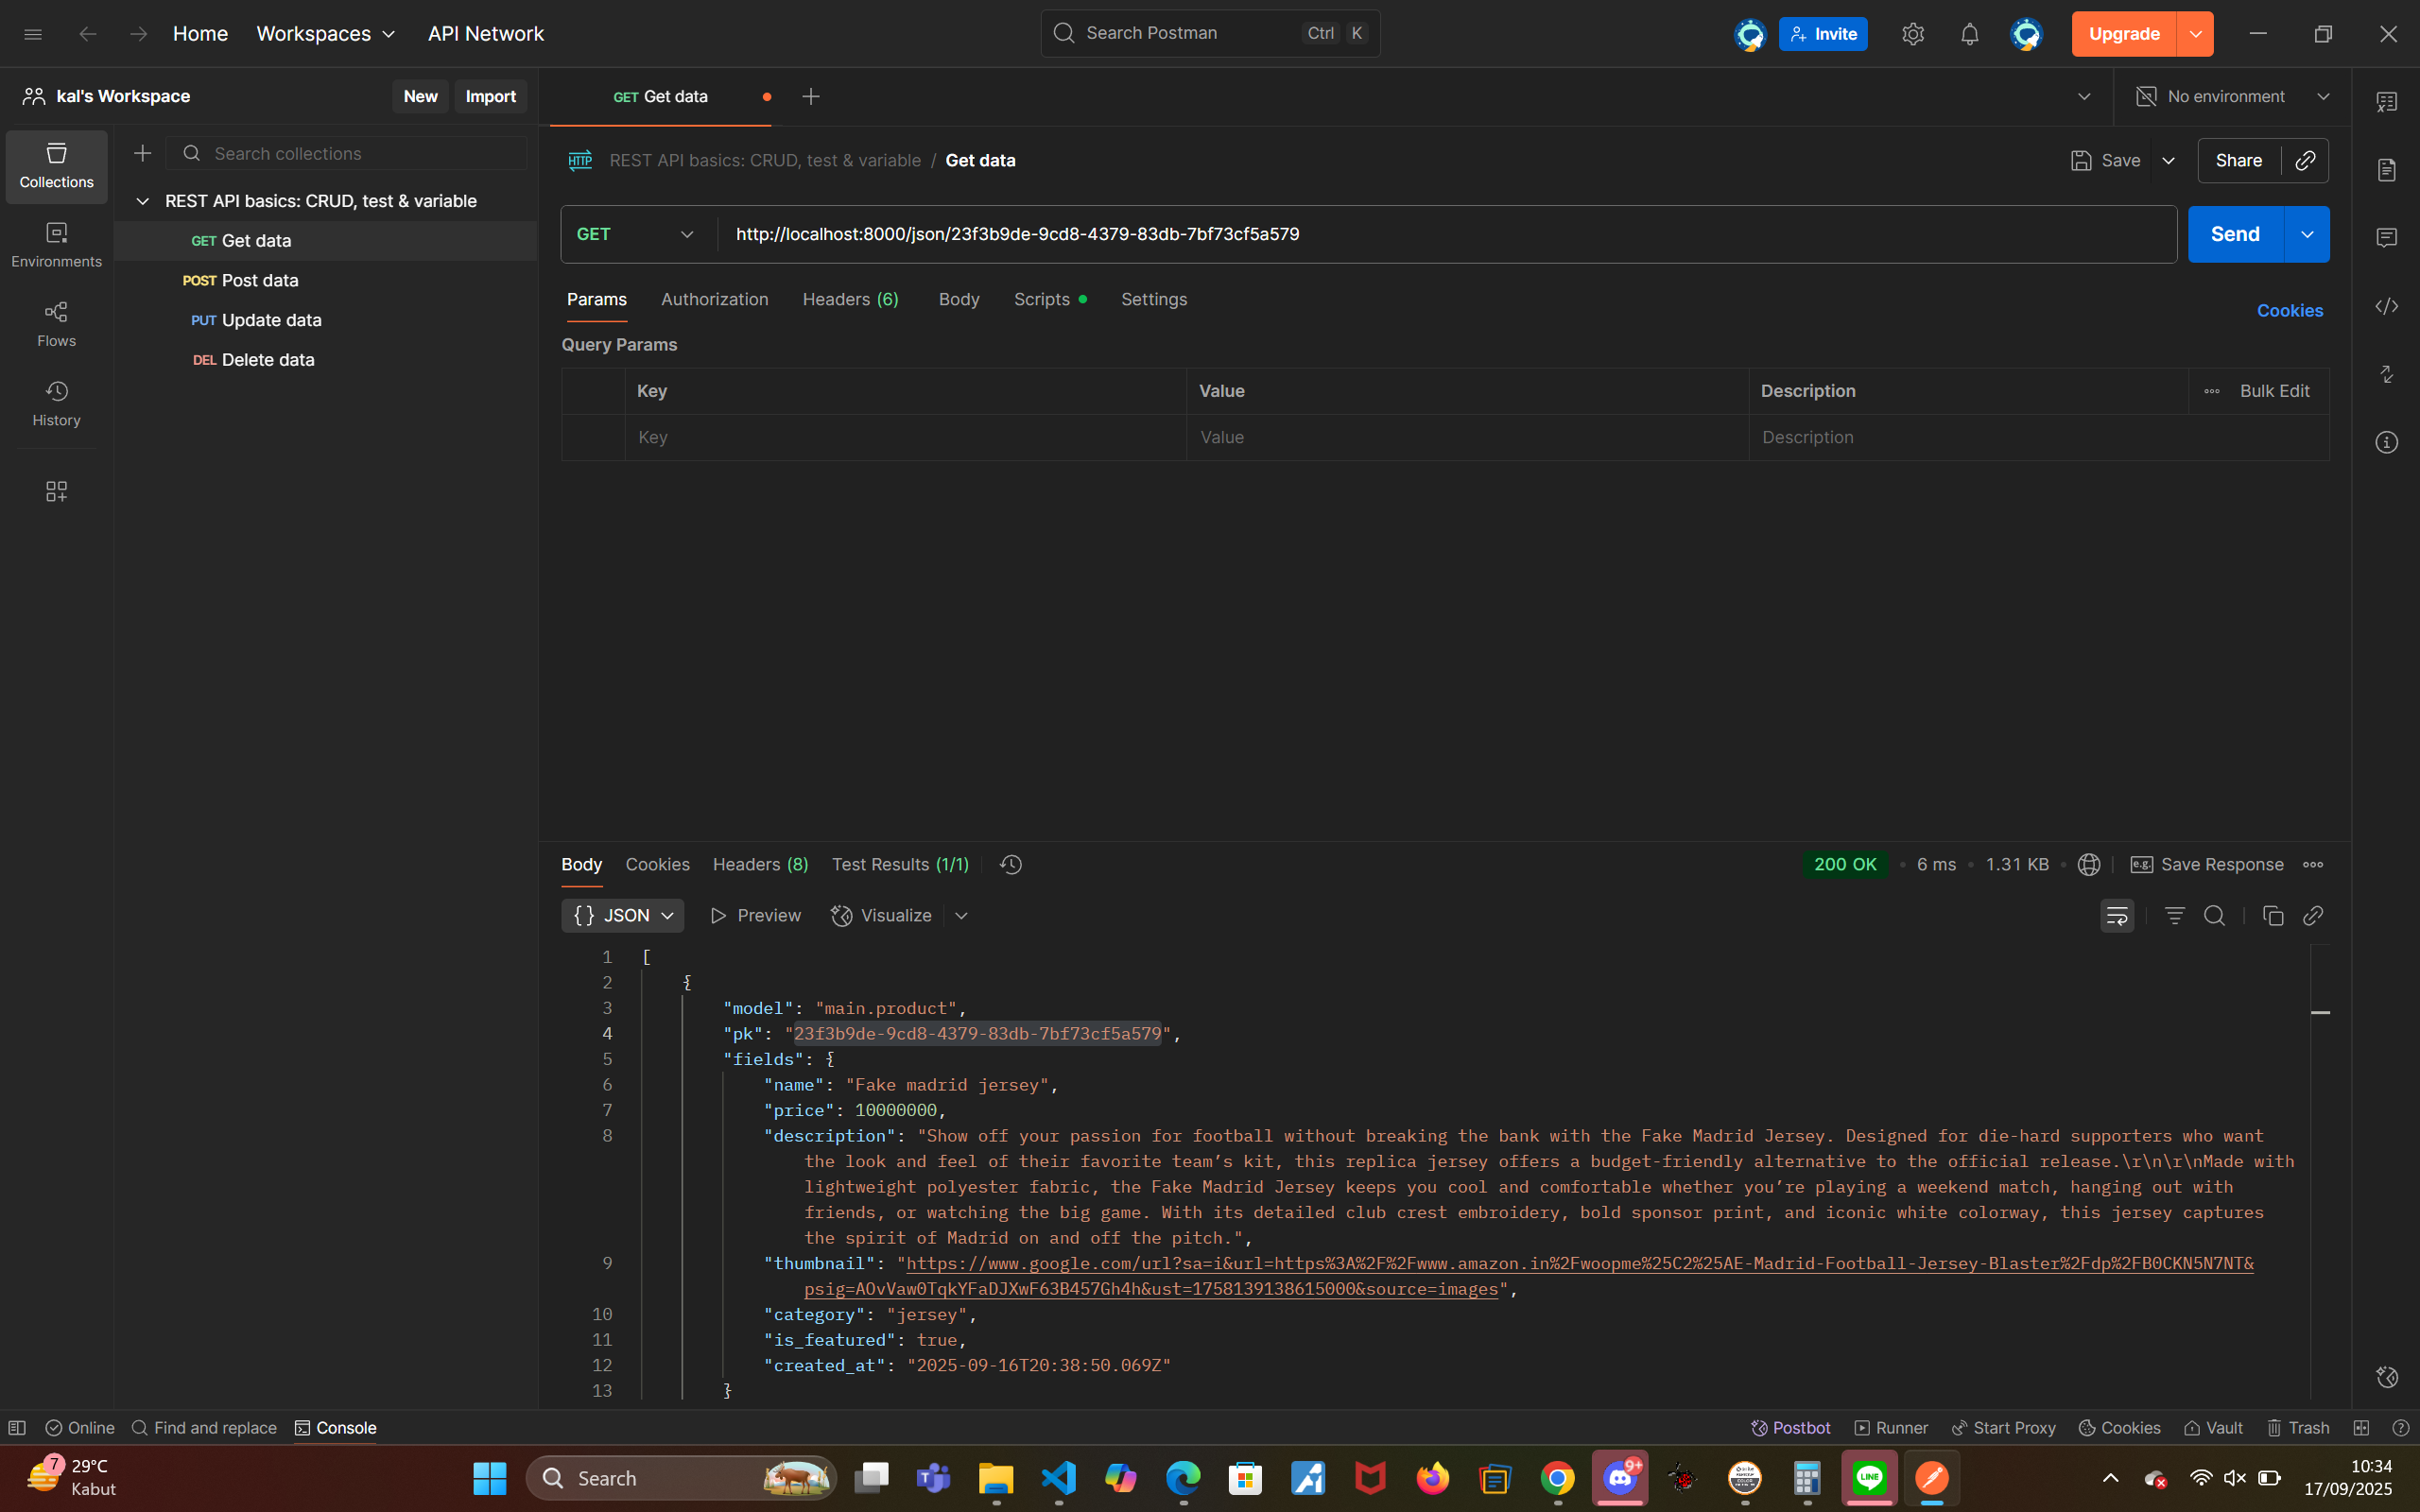 Home
Workspaces
API Network
Search Postman
Ctrl K
Invite
Upgrade
kal's Workspace
New
Import
GET Get data
No environment
Collections
Environments
Flows
History
Search collections
REST API basics: CRUD, test & variable
GET Get data
POST Post data
PUT Update data
DEL Delete data
HTTP REST API basics: CRUD, test & variable / Get data
Save
Share
GET
http://localhost:8000/json/23f3b9de-9cd8-4379-83db-7bf73cf5a579
Send
Params Authorization Headers (6) Body Scripts Settings
Cookies
Query Params
Key Value Description Bulk Edit
Key Value Description
Body Cookies Headers (8) Test Results (1/1)
200 OK • 6 ms • 1.31 KB • e.g. Save Response
{} JSON Preview Visualize
1 [
2 {
3 "model": "main.product",
4 "pk": "23f3b9de-9cd8-4379-83db-7bf73cf5a579",
5 "fields": {
6 "name": "Fake madrid jersey",
7 "price": 10000000,
8 "description": "Show off your passion for football without breaking the bank with the Fake Madrid Jersey. Designed for die-hard supporters who want
the look and feel of their favorite team’s kit, this replica jersey offers a budget-friendly alternative to the official release.\r\n\r\nMade with
lightweight polyester fabric, the Fake Madrid Jersey keeps you cool and comfortable whether you’re playing a weekend match, hanging out with
friends, or watching the big game. With its detailed club crest embroidery, bold sponsor print, and iconic white colorway, this jersey captures
the spirit of Madrid on and off the pitch.",
9 "thumbnail": "https://www.google.com/url?sa=i&url=https%3A%2F%2Fwww.amazon.in%2Fwoopme%25C2%25AE-Madrid-Football-Jersey-Blaster%2Fdp%2FB0CKN5N7NT&
psig=AOvVaw0TqkYFaDJXwF63B457Gh4h&ust=1758139138615000&source=images",
10 "category": "jersey",
11 "is_featured": true,
12 "created_at": "2025-09-16T20:38:50.069Z"
13 }
Online
Find and replace
Console
Postbot
Runner
Start Proxy
Cookies
Vault
Trash
7
29°C
Kabut
Search
9+
LINE
10:34
17/09/2025